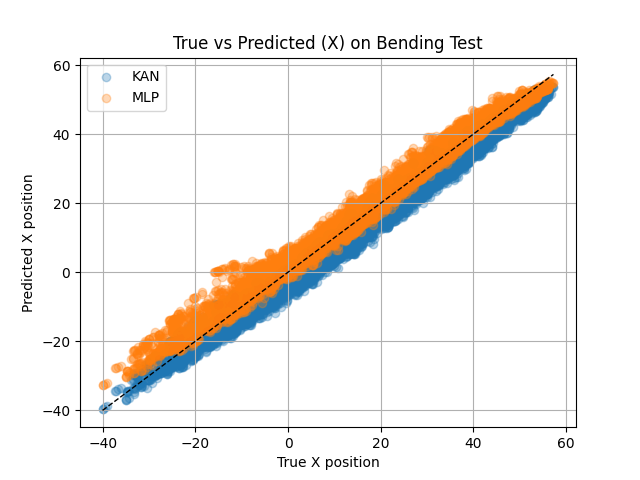 True vs Predicted (X) on Bending Test
KAN
MLP
60
40
20
0
−20
−40
Predicted X position
−40 −20 0 20 40 60
True X position